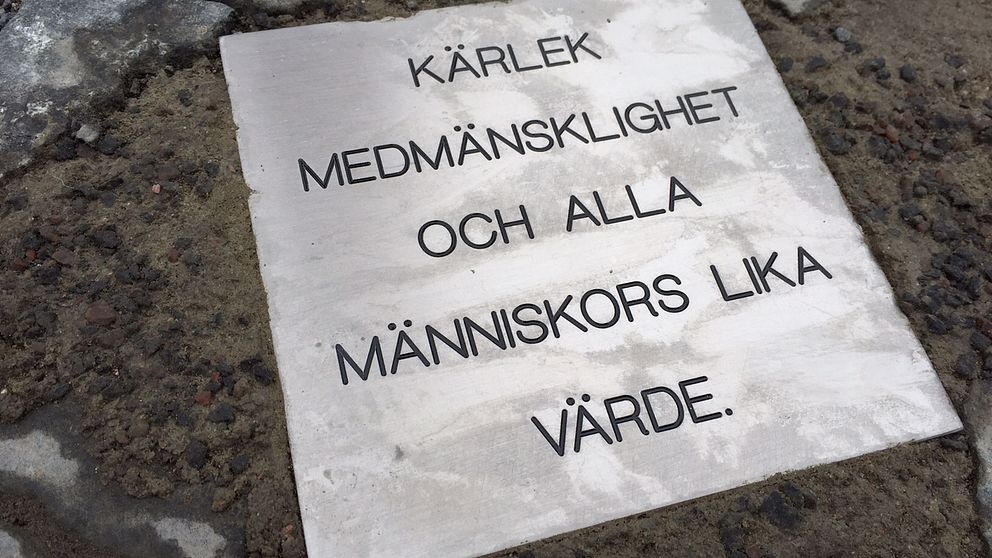 KÄRLEK
MEDMÄNSKLIGHET
OCH ALLA
MÄNNISKORS LIKA
VÄRDE.